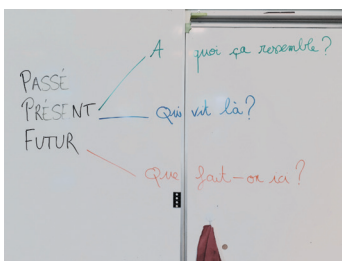 A quoi ça ressemble?
PASSÉ
PRÉSENT
Qui vit là?
FUTUR
Que fait-on ici?